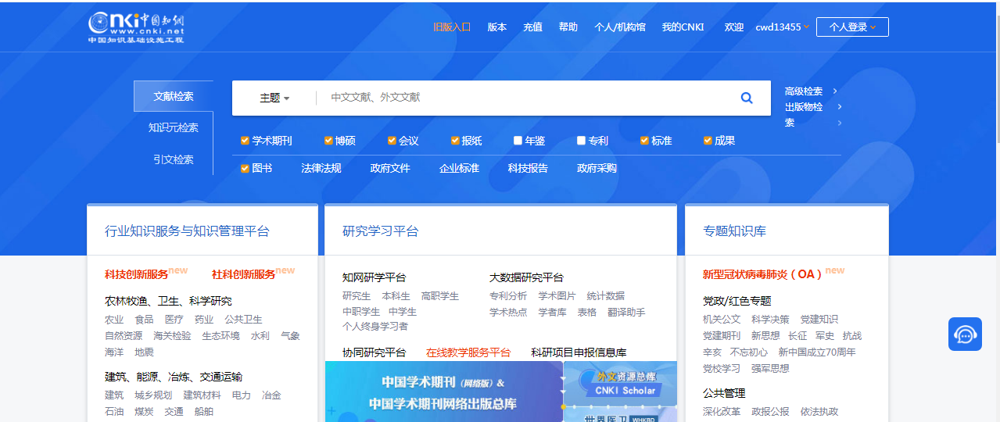 Cnki 中国知网
www.cnki.net
中国知识基础设施工程
旧版入口 版本 充值 帮助 个人/机构馆 我的CNKI 欢迎 cwd13455 个人登录
文献检索
知识元检索
引文检索
主题 中文文献、外文文献
高级检索
出版物检
索
学术期刊 博硕 会议 报纸 年鉴 专利 标准 成果
图书 法律法规 政府文件 企业标准 科技报告 政府采购
行业知识服务与知识管理平台
科技创新服务new 社科创新服务new
农林牧渔、卫生、科学研究
农业 食品 医疗 药业 公共卫生
自然资源 海关检验 生态环境 水利 气象
海洋 地震
建筑、能源、冶炼、交通运输
建筑 城乡规划 建筑材料 电力 冶金
石油 煤炭 交通 船舶
研究学习平台
知网研学平台
研究生 本科生 高职学生
中职学生 中学生
个人终身学习者
大数据研究平台
专利分析 学术图片 统计数据
学术热点 学者库 表格 翻译助手
协同研究平台 在线教学服务平台 科研项目申报信息库
中国学术期刊（网络版）&
中国学术期刊网络出版总库
外文资源总库
CNKI Scholar
世界医卫 WHKBD
专题知识库
新型冠状病毒肺炎（OA）new
党政/红色专题
机关公文 科学决策 党建知识
党建期刊 新思想 长征 军史 抗战
辛亥 不忘初心 新中国成立70周年
党校学习 强军思想
公共管理
深化改革 政报公报 依法执政